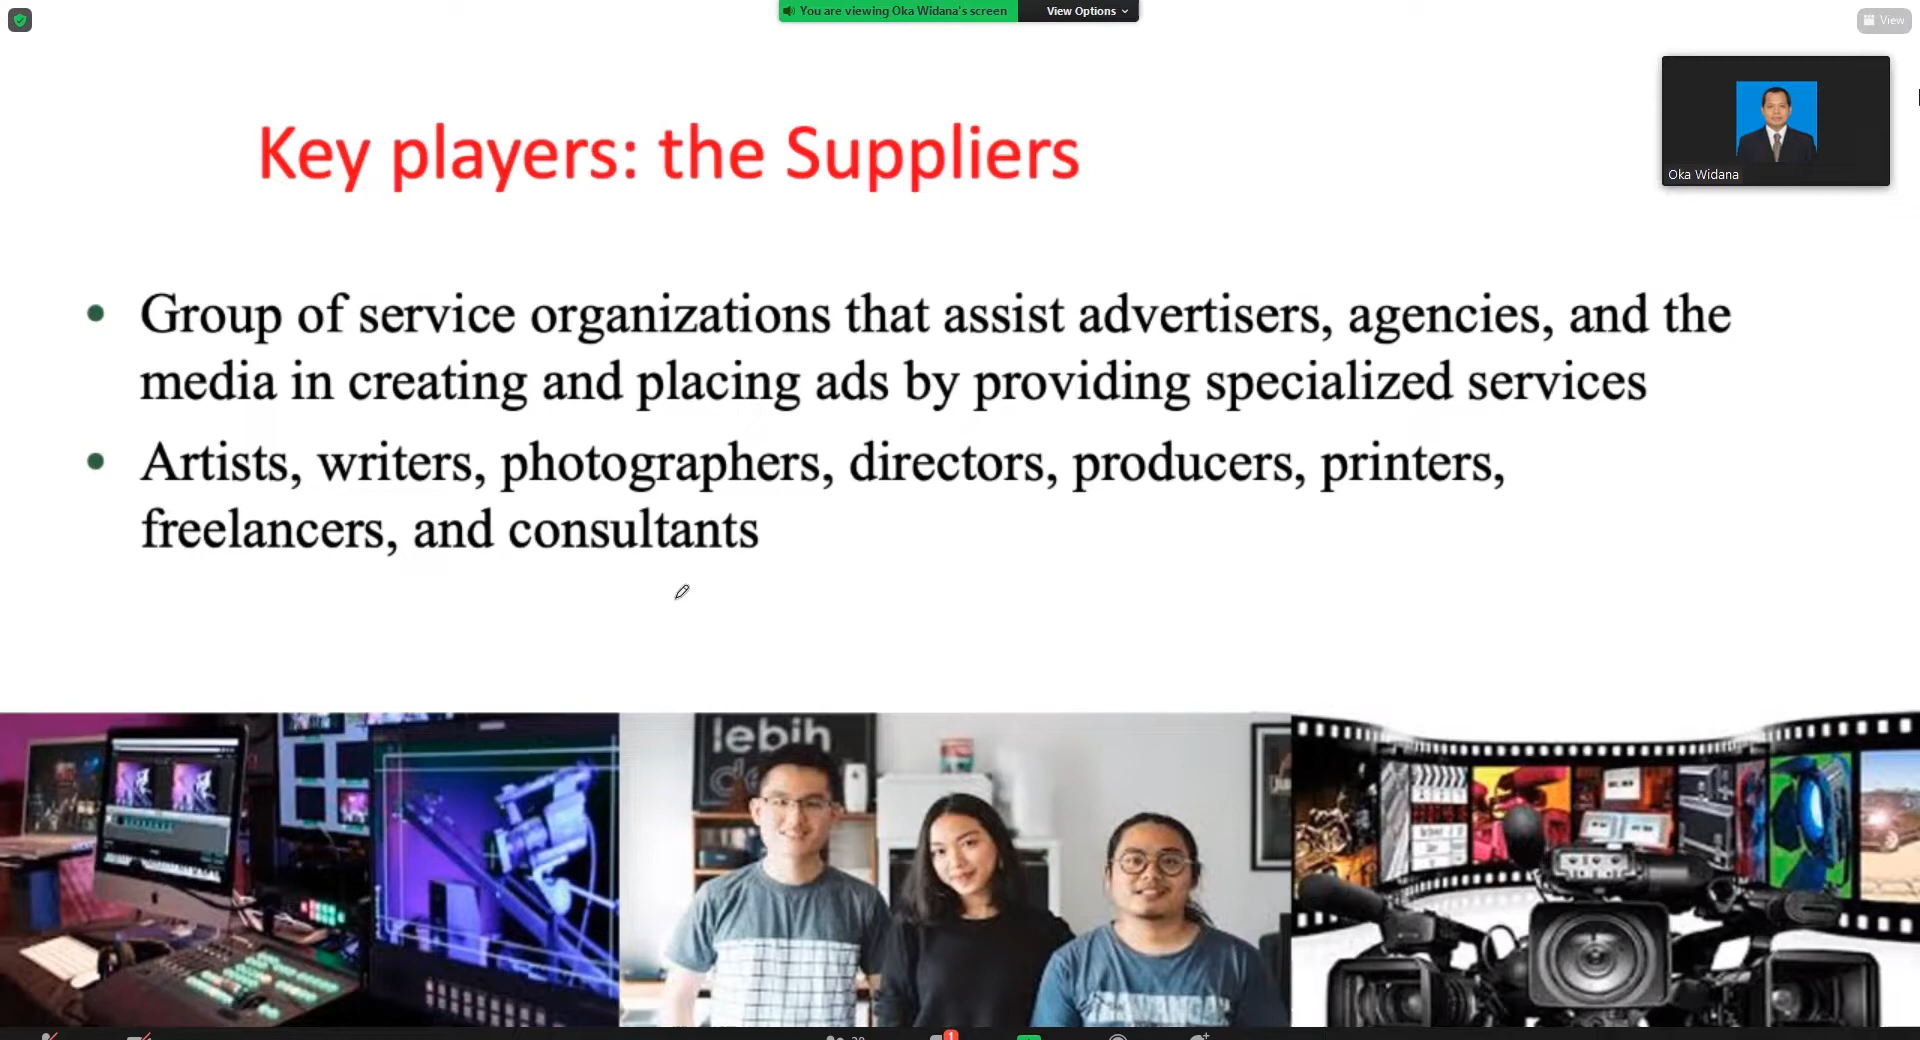 You are viewing Oka Widana's screen
View Options
View
Oka Widana
Key players: the Suppliers
• Group of service organizations that assist advertisers, agencies, and the
media in creating and placing ads by providing specialized services
• Artists, writers, photographers, directors, producers, printers,
freelancers, and consultants
lebih
1